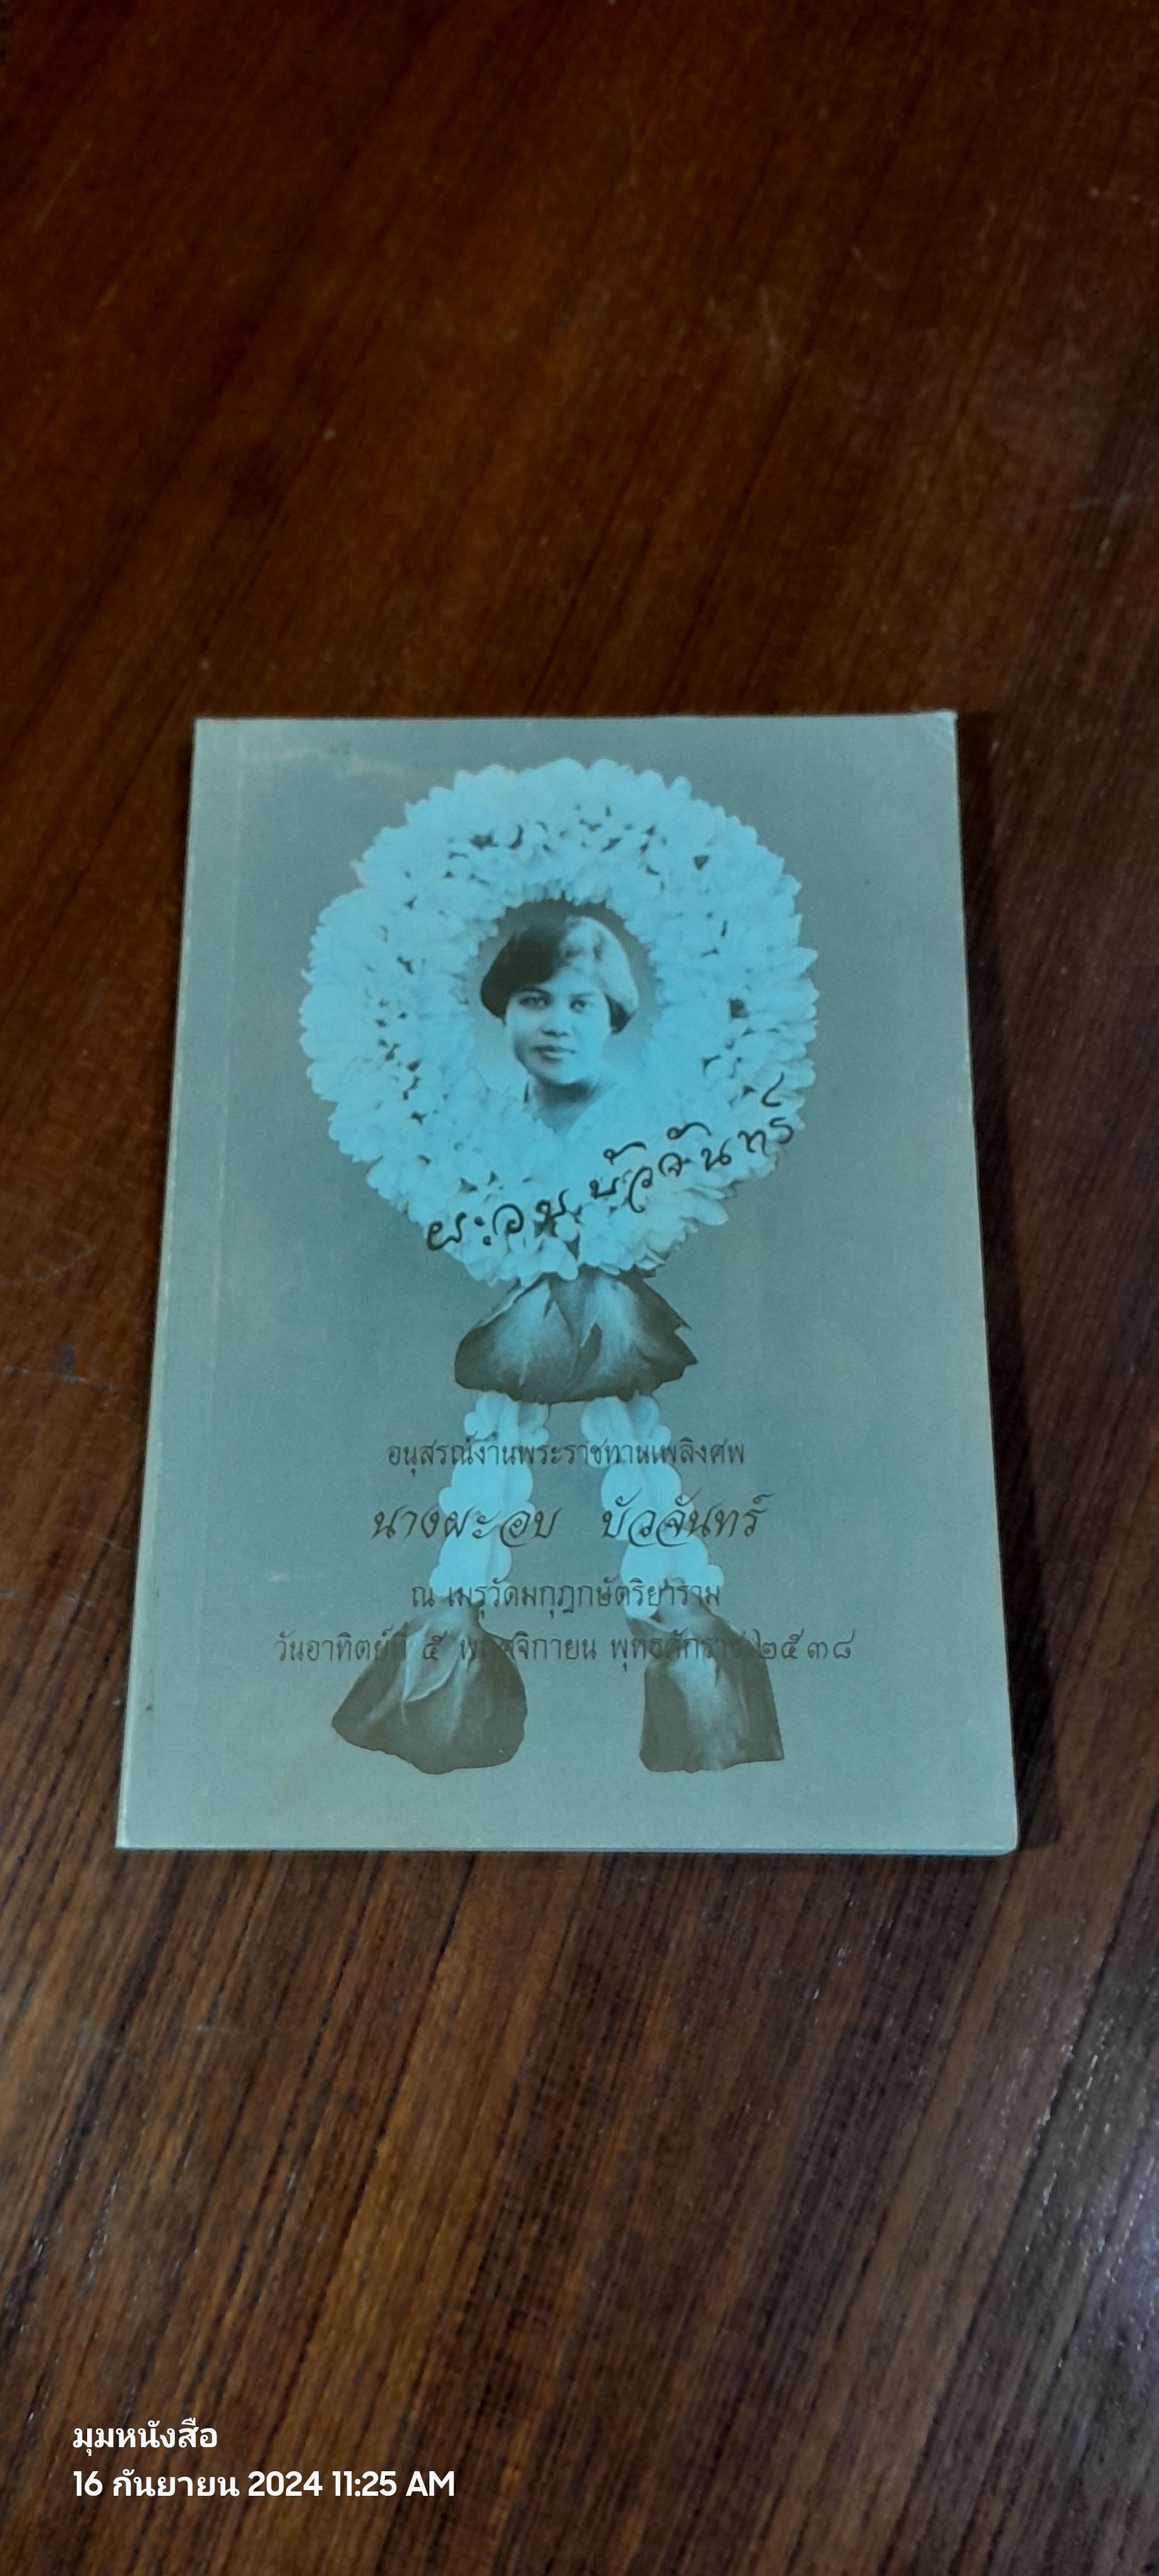 ผะอบ บัวจันทร์
อนุสรณ์งานพระราชทานเพลิงศพ
นางผะอบ บัวจันทร์
ณ เมรุวัดมกุฎกษัตริยาราม
วันอาทิตย์ที่ ๕ พฤศจิกายน พุทธศักราช ๒๕๓๘
มุมหนังสือ
16 กันยายน 2024 11:25 AM